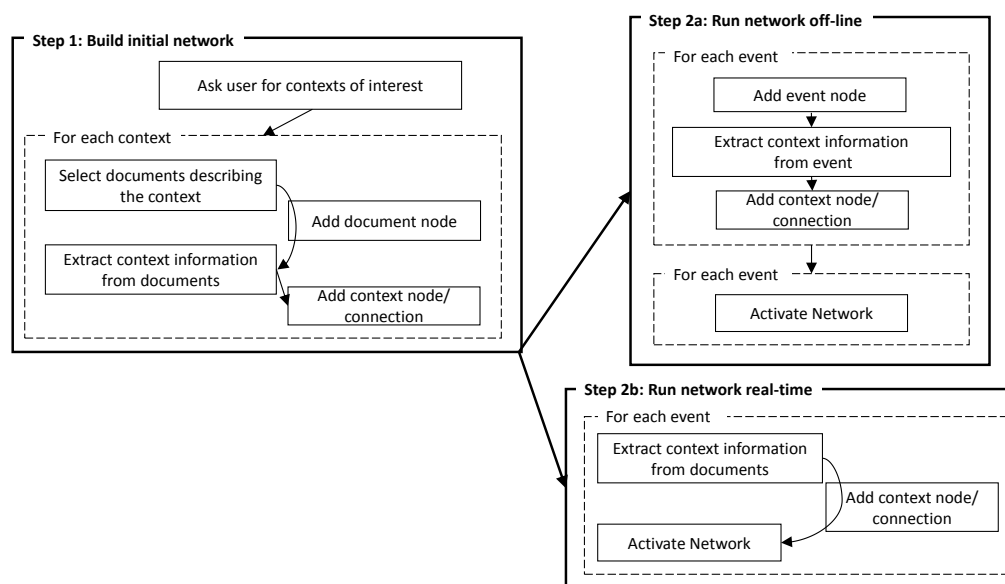 Step 1: Build initial network
Ask user for contexts of interest
For each context
Select documents describing
the context
Add document node
Extract context information
from documents
Add context node/
connection
Step 2a: Run network off-line
For each event
Add event node
Extract context information
from event
Add context node/
connection
For each event
Activate Network
Step 2b: Run network real-time
For each event
Extract context information
from documents
Add context node/
connection
Activate Network